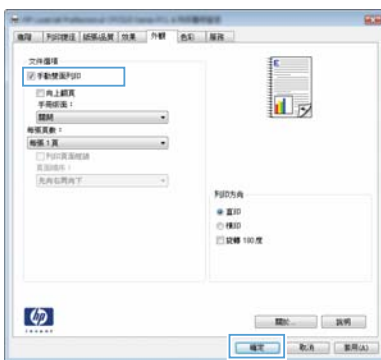 進階 列印捷徑 紙張/品質 效果 外觀 色彩 服務
文件選項
手動雙面列印
向上翻頁
手冊版面：
關閉
每張頁數：
每張 1 頁
列印頁面框線
頁面順序：
先向右再向下
E
列印方向
直印
橫印
旋轉 180 度
hp
invent
關於...
說明
確定
取消
套用(A)